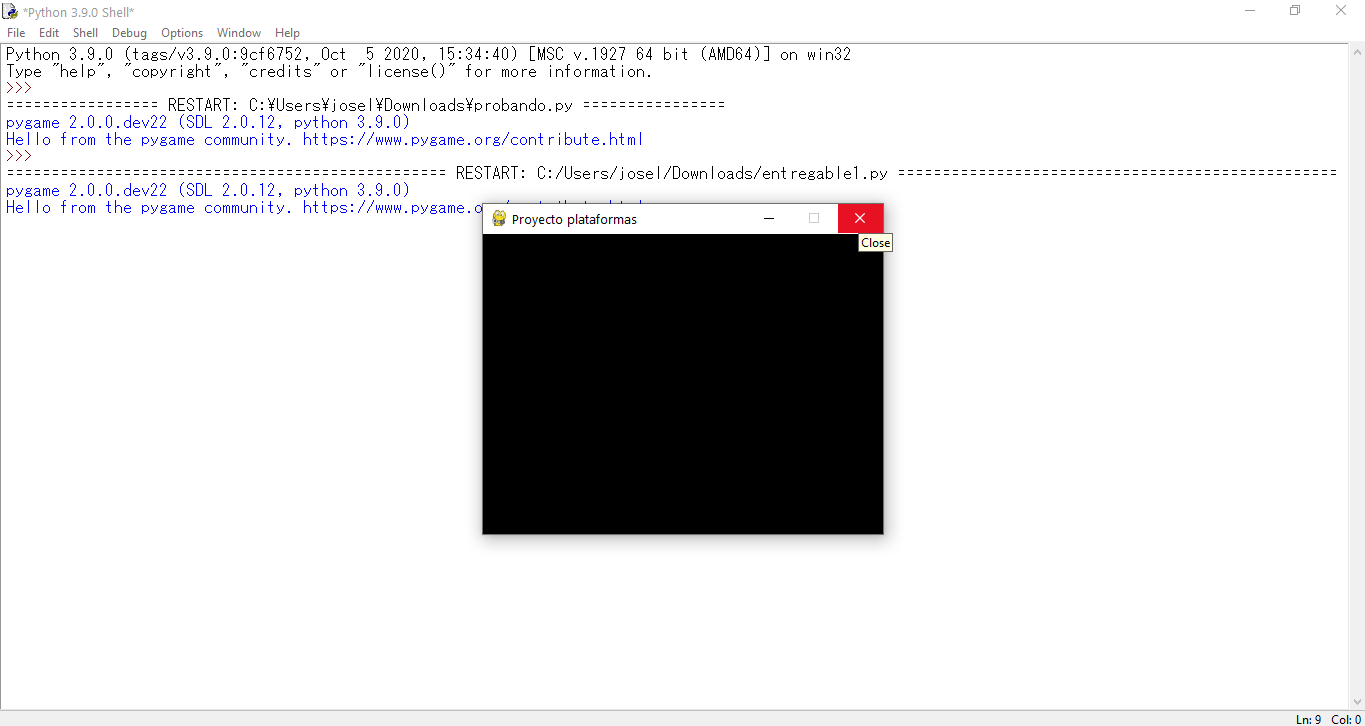 *Python 3.9.0 Shell*
File Edit Shell Debug Options Window Help
Python 3.9.0 (tags/v3.9.0:9cf6752, Oct  5 2020, 15:34:40) [MSC v.1927 64 bit (AMD64)] on win32
Type "help", "copyright", "credits" or "license()" for more information.
>>>
================= RESTART: C:¥Users¥josel¥Downloads¥probando.py ================
pygame 2.0.0.dev22 (SDL 2.0.12, python 3.9.0)
Hello from the pygame community. https://www.pygame.org/contribute.html
>>>
================================================= RESTART: C:/Users/josel/Downloads/entregable1.py =================================================
pygame 2.0.0.dev22 (SDL 2.0.12, python 3.9.0)
Hello from the pygame community. https://www.pygame.o
Proyecto plataformas
Close
Ln: 9 Col: 0